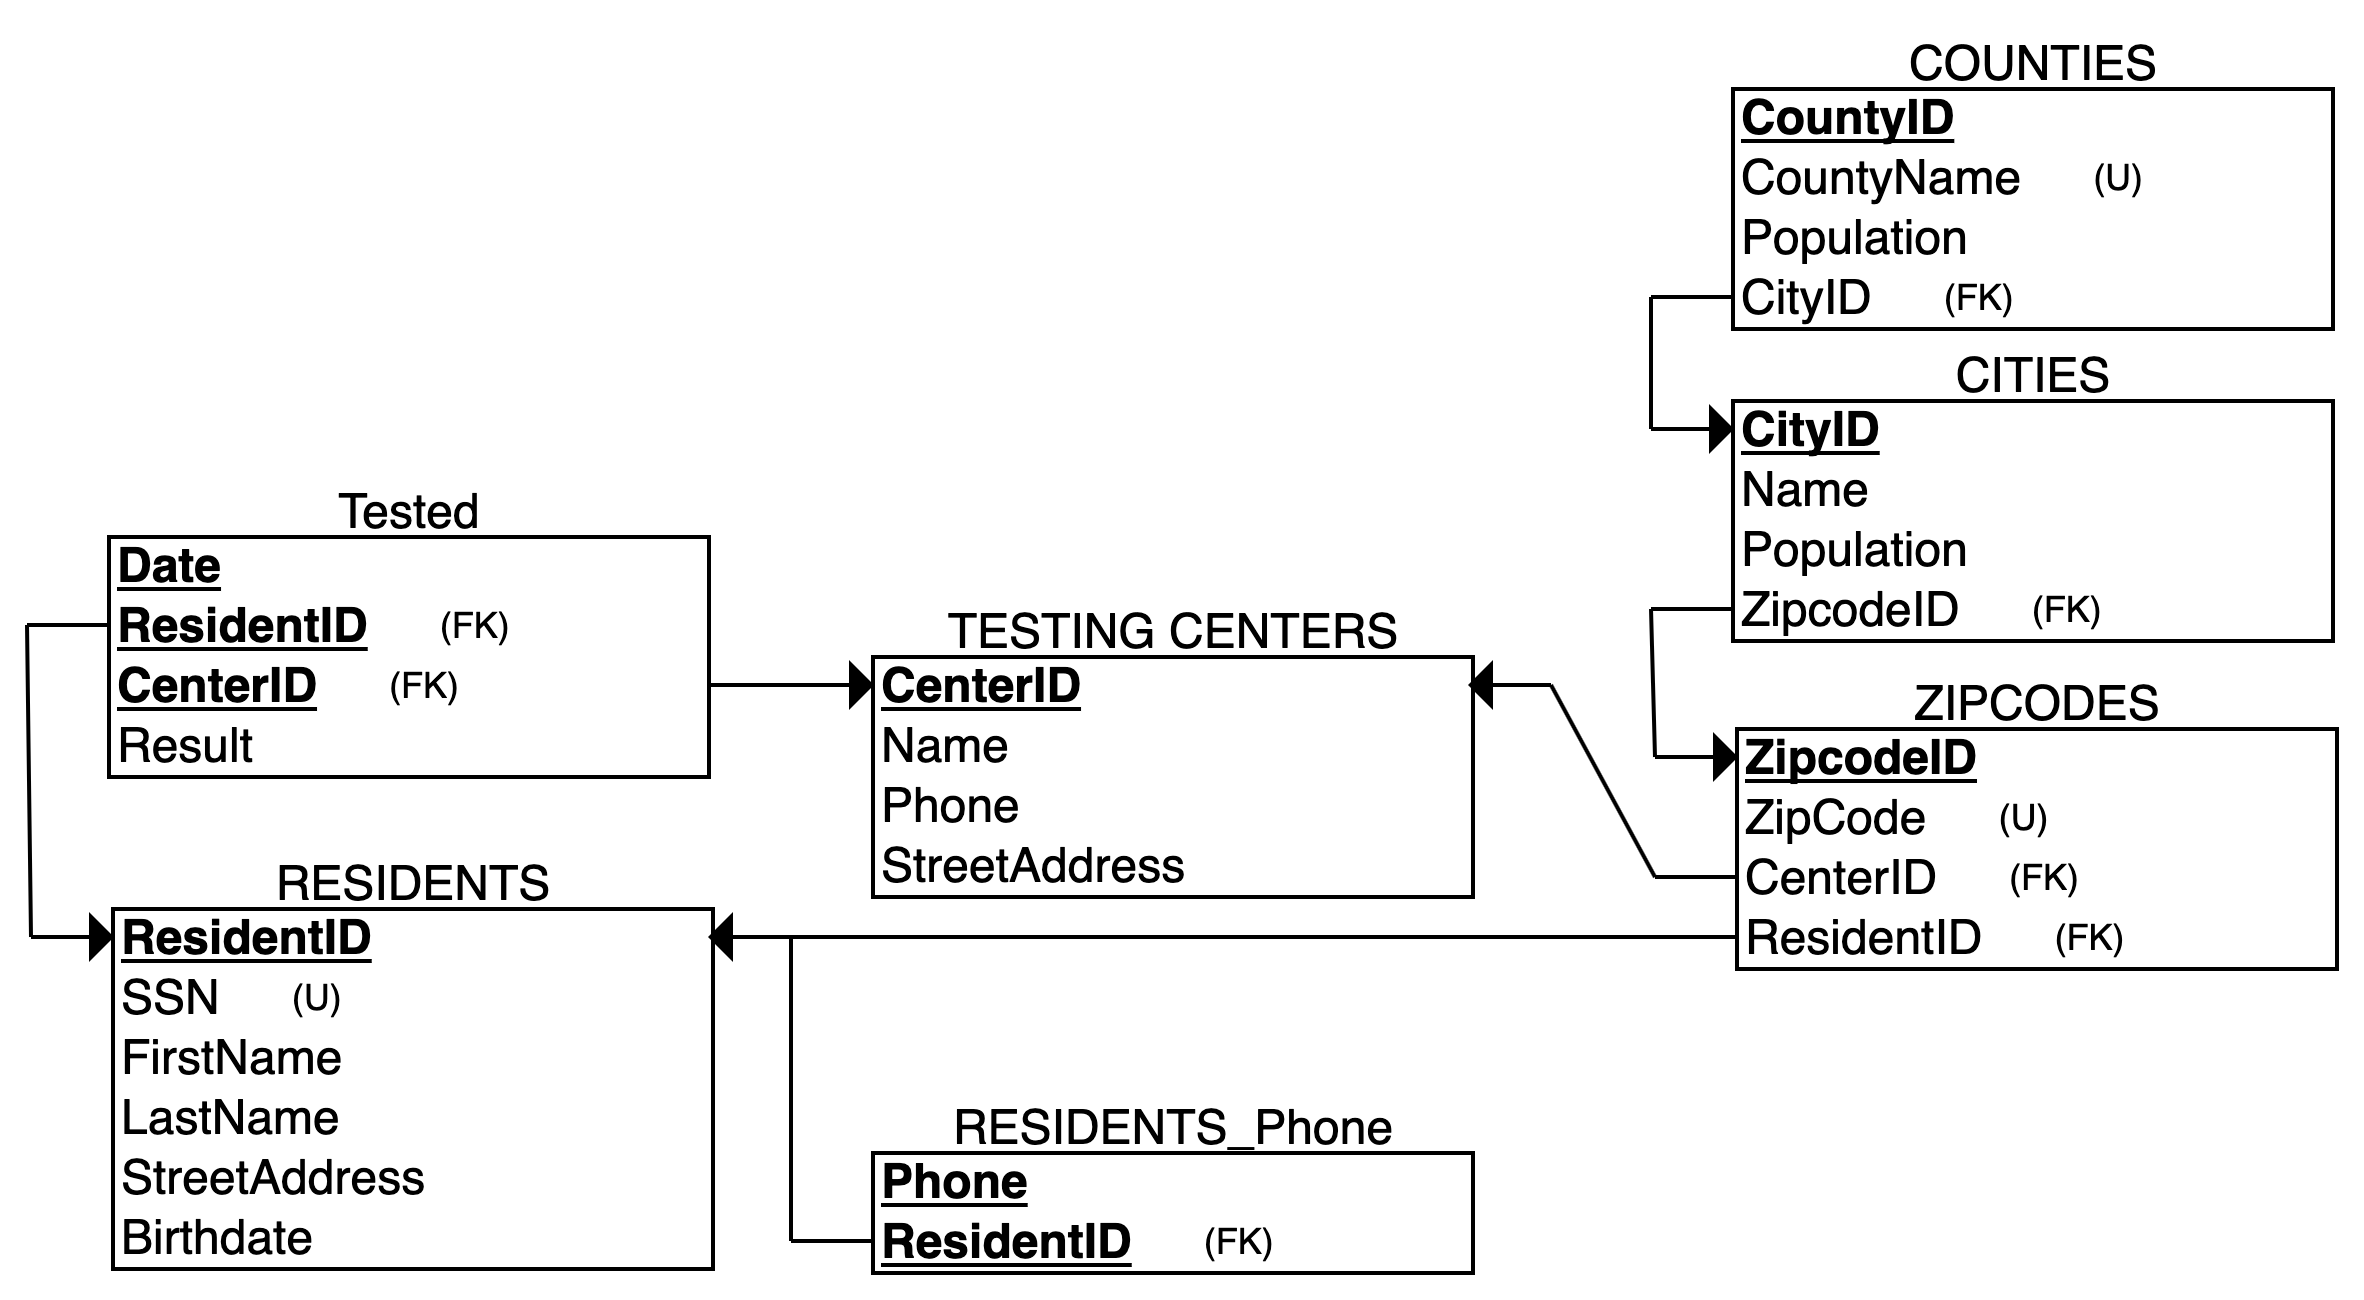 COUNTIES
CountyID
CountyName (U)
Population
CityID (FK)
CITIES
CityID
Name
Population
ZipcodeID (FK)
Tested
Date
ResidentID (FK)
CenterID (FK)
Result
TESTING CENTERS
CenterID
Name
Phone
StreetAddress
ZIPCODES
ZipcodeID
ZipCode (U)
CenterID (FK)
ResidentID (FK)
RESIDENTS
ResidentID
SSN (U)
FirstName
LastName
StreetAddress
Birthdate
RESIDENTS_Phone
Phone
ResidentID (FK)